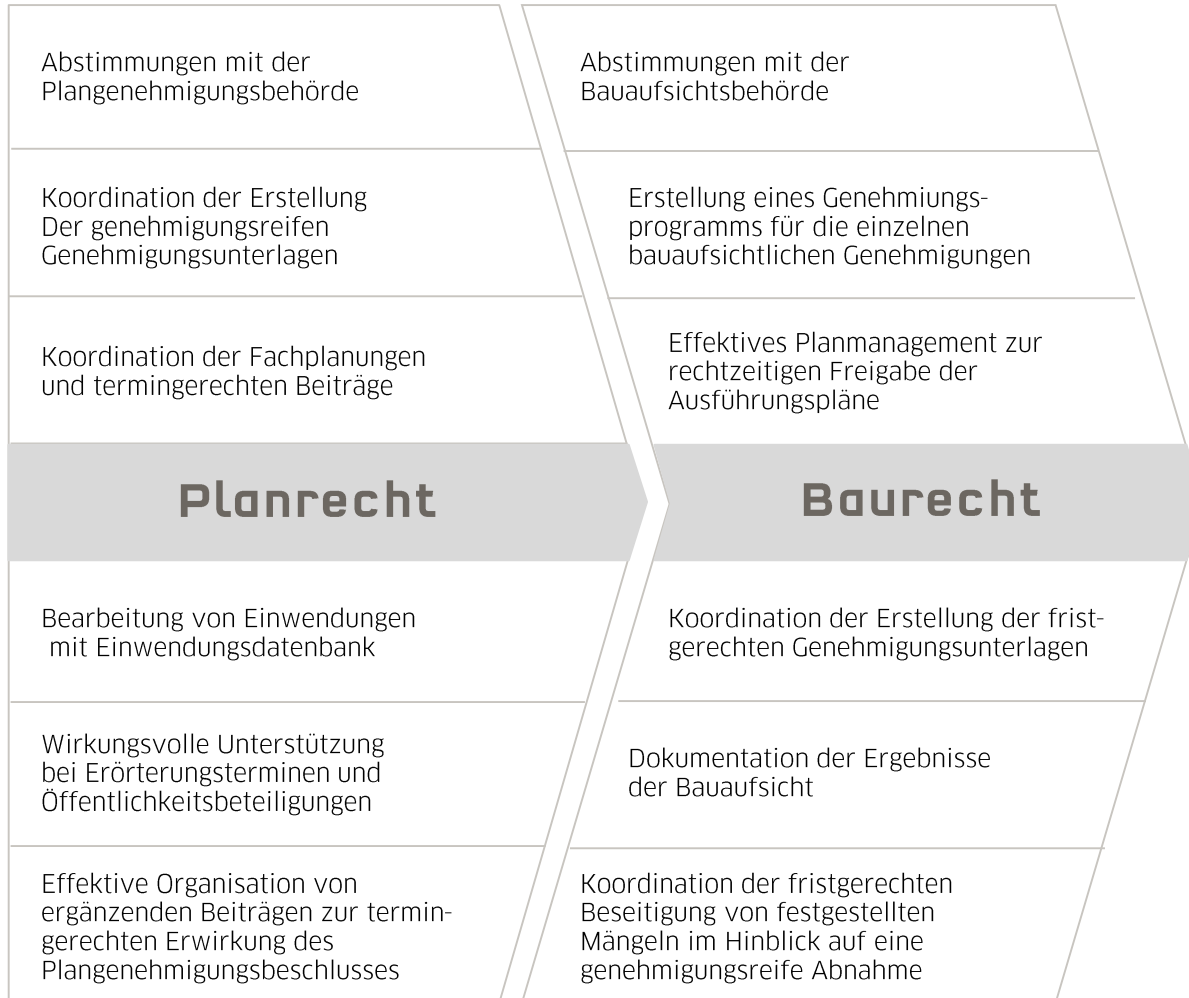 Abstimmungen mit der
Plangenehmigungsbehörde
Koordination der Erstellung
Der genehmigungsreifen
Genehmigungsunterlagen
Koordination der Fachplanungen
und termingerechten Beiträge
Planrecht
Bearbeitung von Einwendungen
mit Einwendungsdatenbank
Wirkungsvolle Unterstützung
bei Erörterungsterminen und
Öffentlichkeitsbeteiligungen
Effektive Organisation von
ergänzenden Beiträgen zur termin-
gerechten Erwirkung des
Plangenehmigungsbeschlusses
Abstimmungen mit der
Bauaufsichtsbehörde
Erstellung eines Genehmiungs-
programms für die einzelnen
bauaufsichtlichen Genehmigungen
Effektives Planmanagement zur
rechtzeitigen Freigabe der
Ausführungspläne
Baurecht
Koordination der Erstellung der frist-
gerechten Genehmigungsunterlagen
Dokumentation der Ergebnisse
der Bauaufsicht
Koordination der fristgerechten
Beseitigung von festgestellten
Mängeln im Hinblick auf eine
genehmigungsreife Abnahme